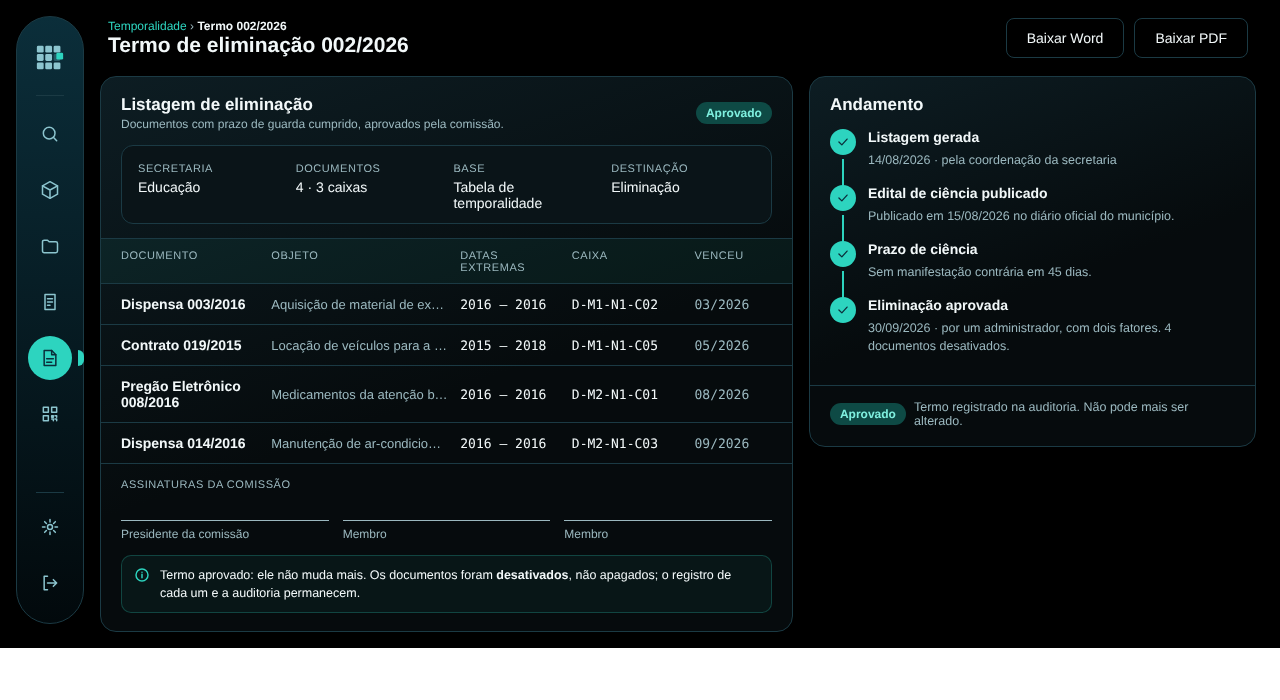 Temporalidade › Termo 002/2026
Termo de eliminação 002/2026
Baixar Word
Baixar PDF
Listagem de eliminação
Documentos com prazo de guarda cumprido, aprovados pela comissão.
Aprovado
SECRETARIA
Educação
DOCUMENTOS
4 · 3 caixas
BASE
Tabela de
temporalidade
DESTINAÇÃO
Eliminação
DOCUMENTO OBJETO DATAS EXTREMAS CAIXA VENCEU
Dispensa 003/2016 Aquisição de material de ex… 2016 – 2016 D-M1-N1-C02 03/2026
Contrato 019/2015 Locação de veículos para a … 2015 – 2018 D-M1-N1-C05 05/2026
Pregão Eletrônico 008/2016 Medicamentos da atenção b… 2016 – 2016 D-M2-N1-C01 08/2026
Dispensa 014/2016 Manutenção de ar-condicio… 2016 – 2016 D-M2-N1-C03 09/2026
ASSINATURAS DA COMISSÃO
Presidente da comissão
Membro
Membro
Termo aprovado: ele não muda mais. Os documentos foram desativados, não apagados; o registro de
cada um e a auditoria permanecem.
Andamento
Listagem gerada
14/08/2026 · pela coordenação da secretaria
Edital de ciência publicado
Publicado em 15/08/2026 no diário oficial do município.
Prazo de ciência
Sem manifestação contrária em 45 dias.
Eliminação aprovada
30/09/2026 · por um administrador, com dois fatores. 4
documentos desativados.
Aprovado
Termo registrado na auditoria. Não pode mais ser
alterado.